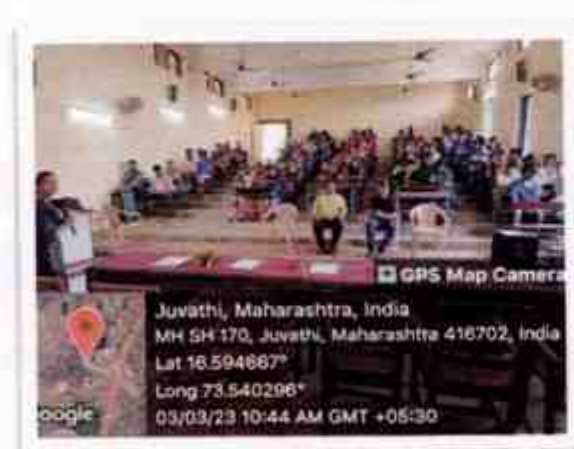 GPS Map Camera
Juvathi, Maharashtra, India
MH SH 170, Juvathi, Maharashtra 416702, India
Lat 16.594667°
Long 73.540296°
03/03/23 10:44 AM GMT +05:30
Google